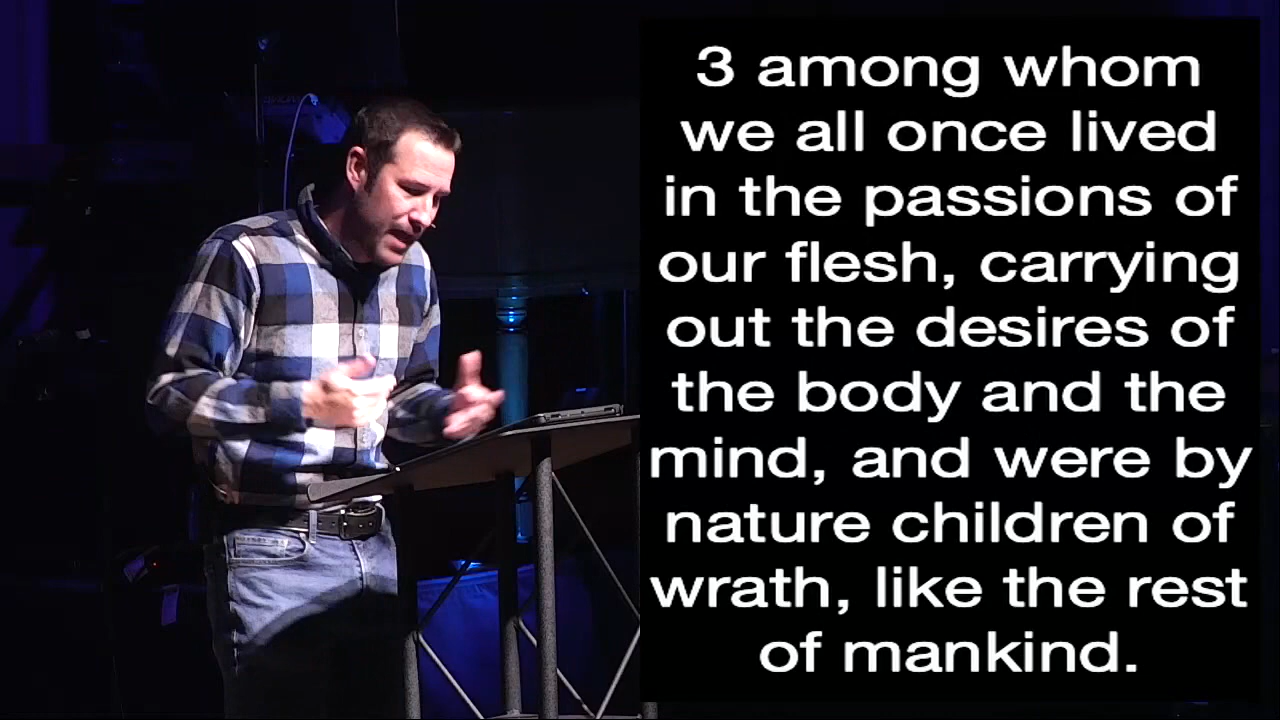 3 among whom
we all once lived
in the passions of
our flesh, carrying
out the desires of
the body and the
mind, and were by
nature children of
wrath, like the rest
of mankind.